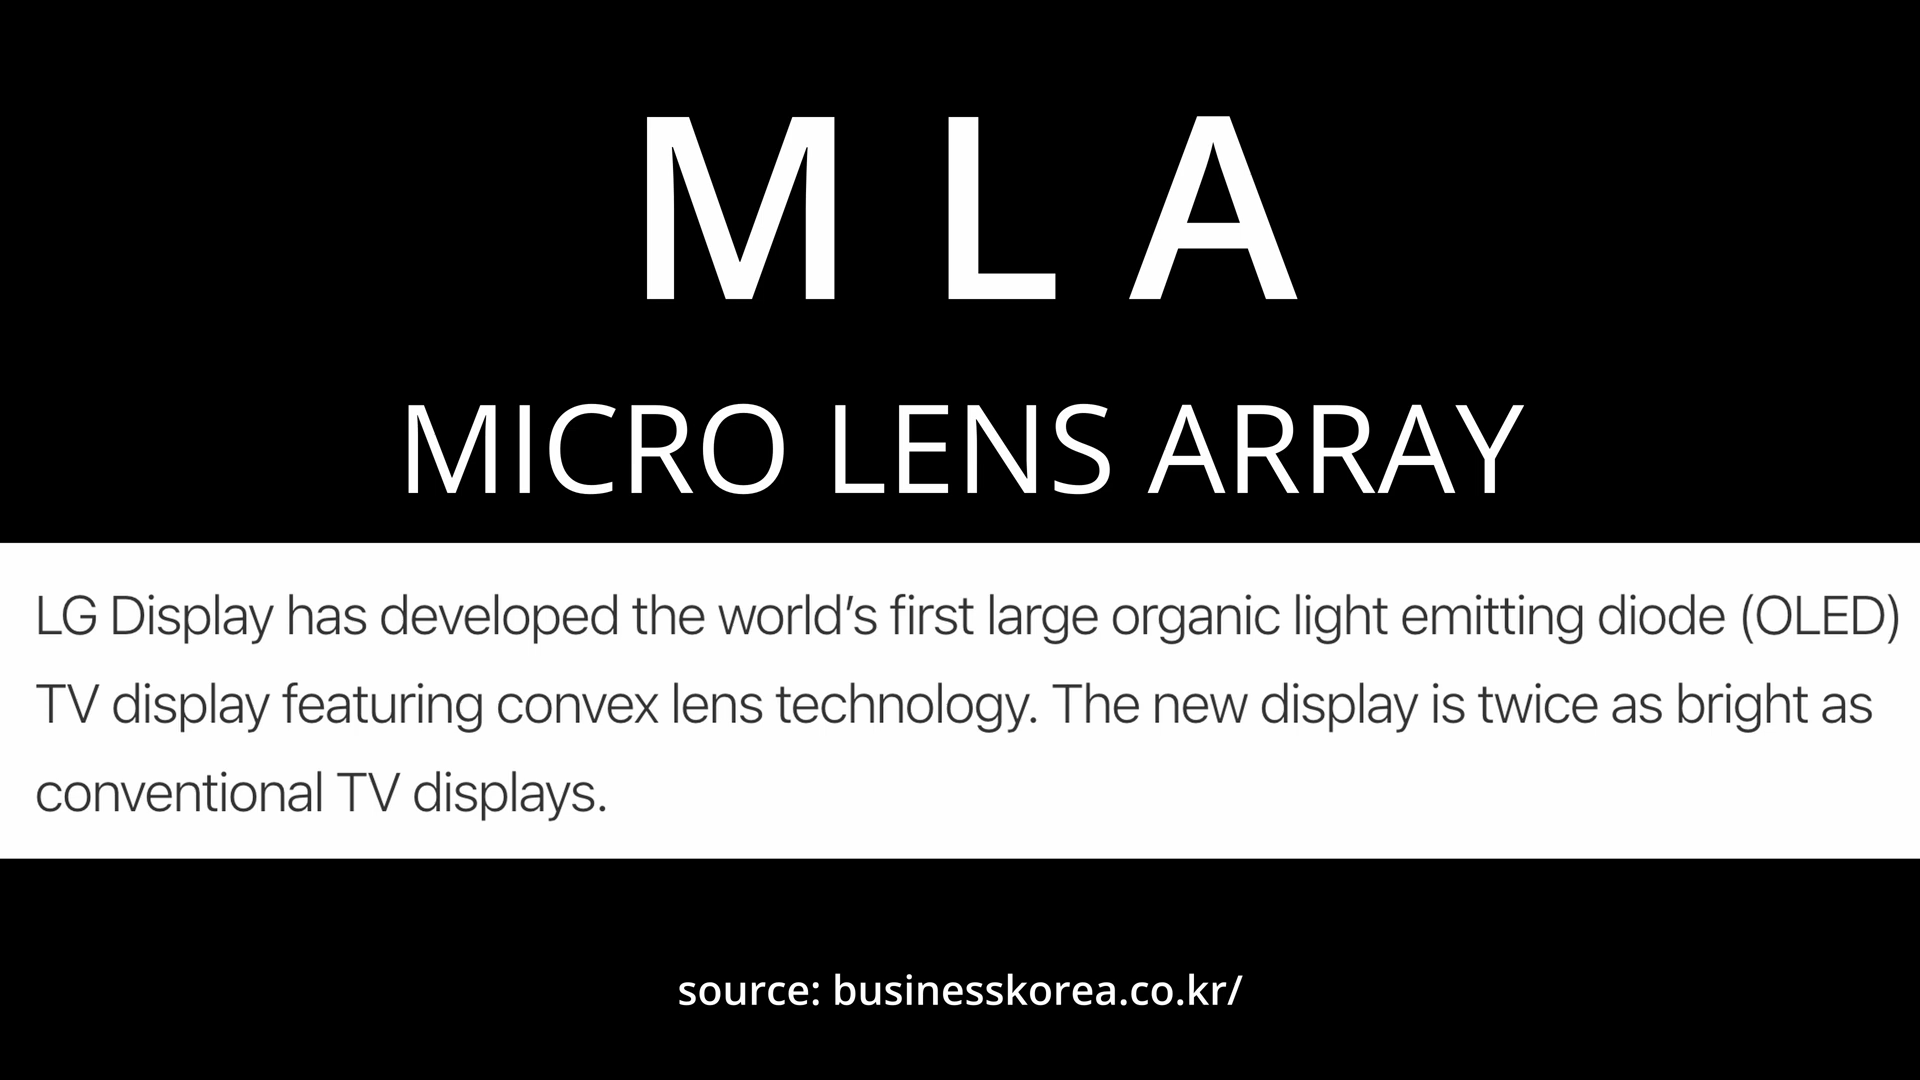 M L A
MICRO LENS ARRAY
LG Display has developed the world’s first large organic light emitting diode (OLED)
TV display featuring convex lens technology. The new display is twice as bright as
conventional TV displays.
source: businesskorea.co.kr/